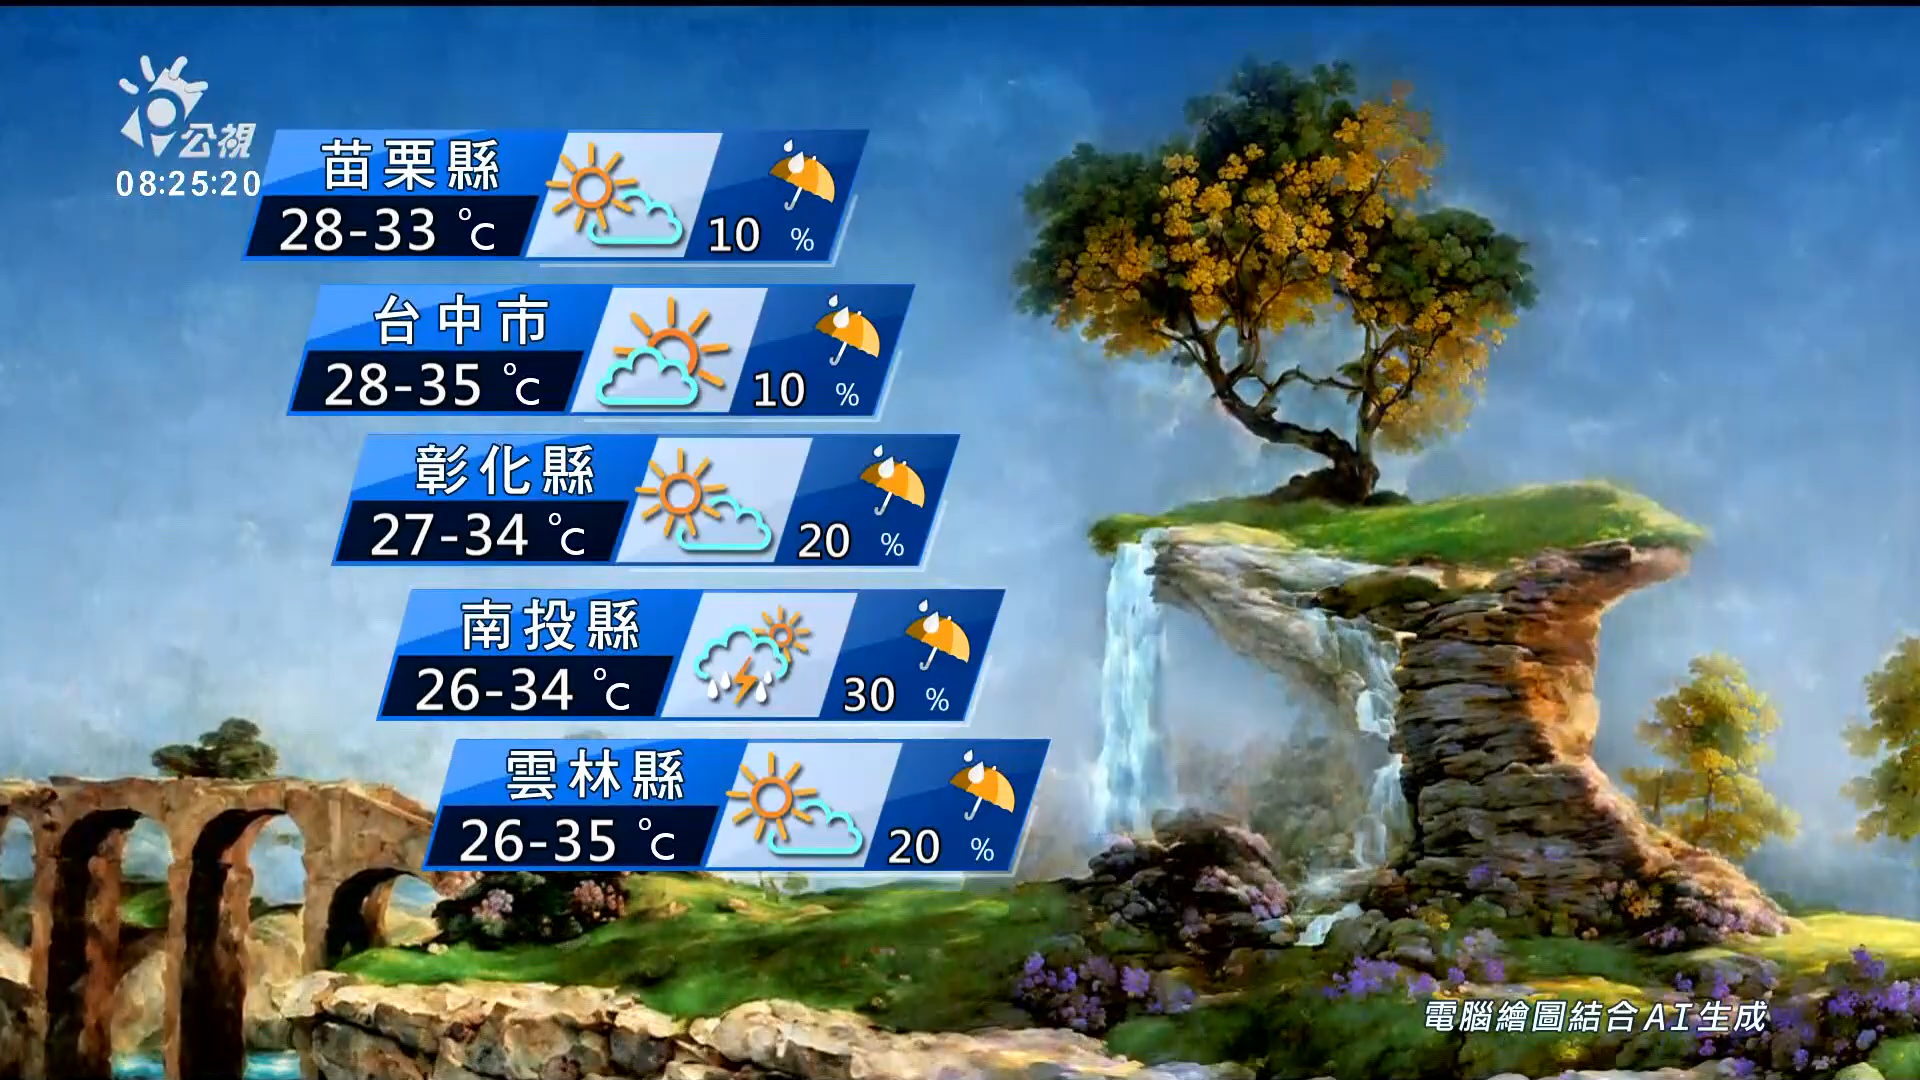 公視
08:25:20
苗栗縣
28-33 ℃
10 %
台中市
28-35 ℃
10 %
彰化縣
27-34 ℃
20 %
南投縣
26-34 ℃
30 %
雲林縣
26-35 ℃
20 %
電腦繪圖結合AI生成